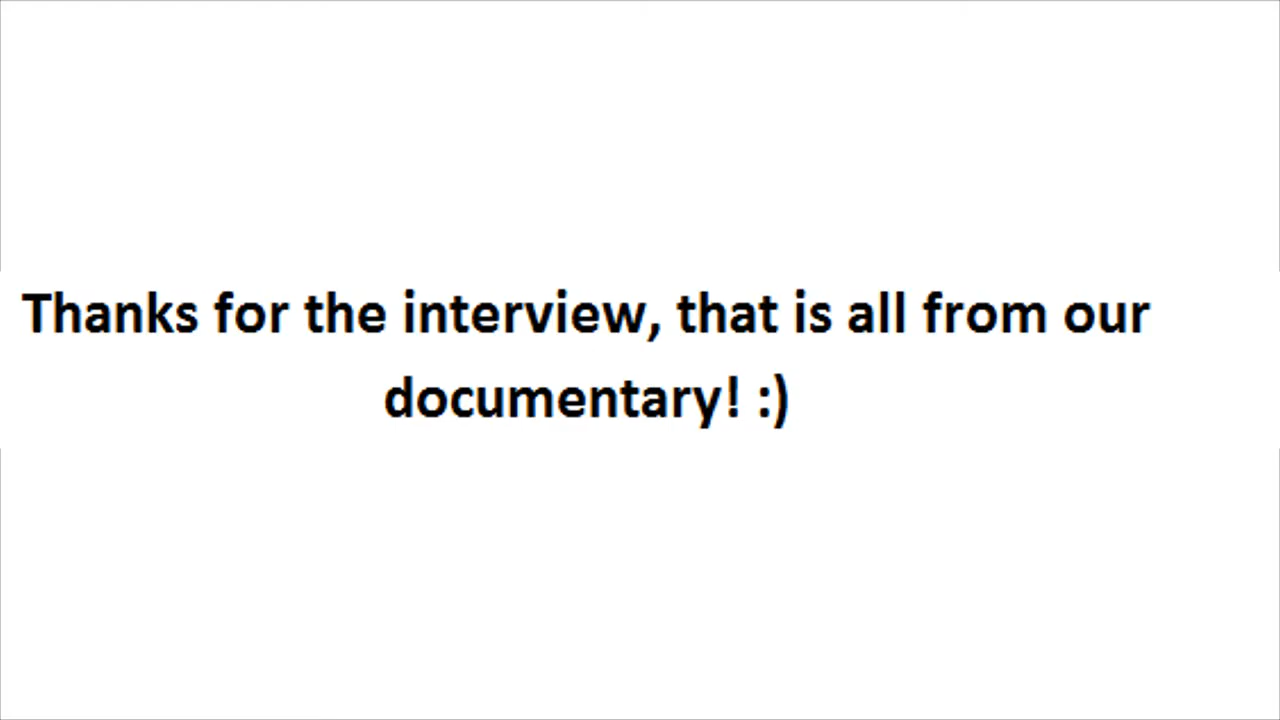 Thanks for the interview, that is all from our
documentary! :)